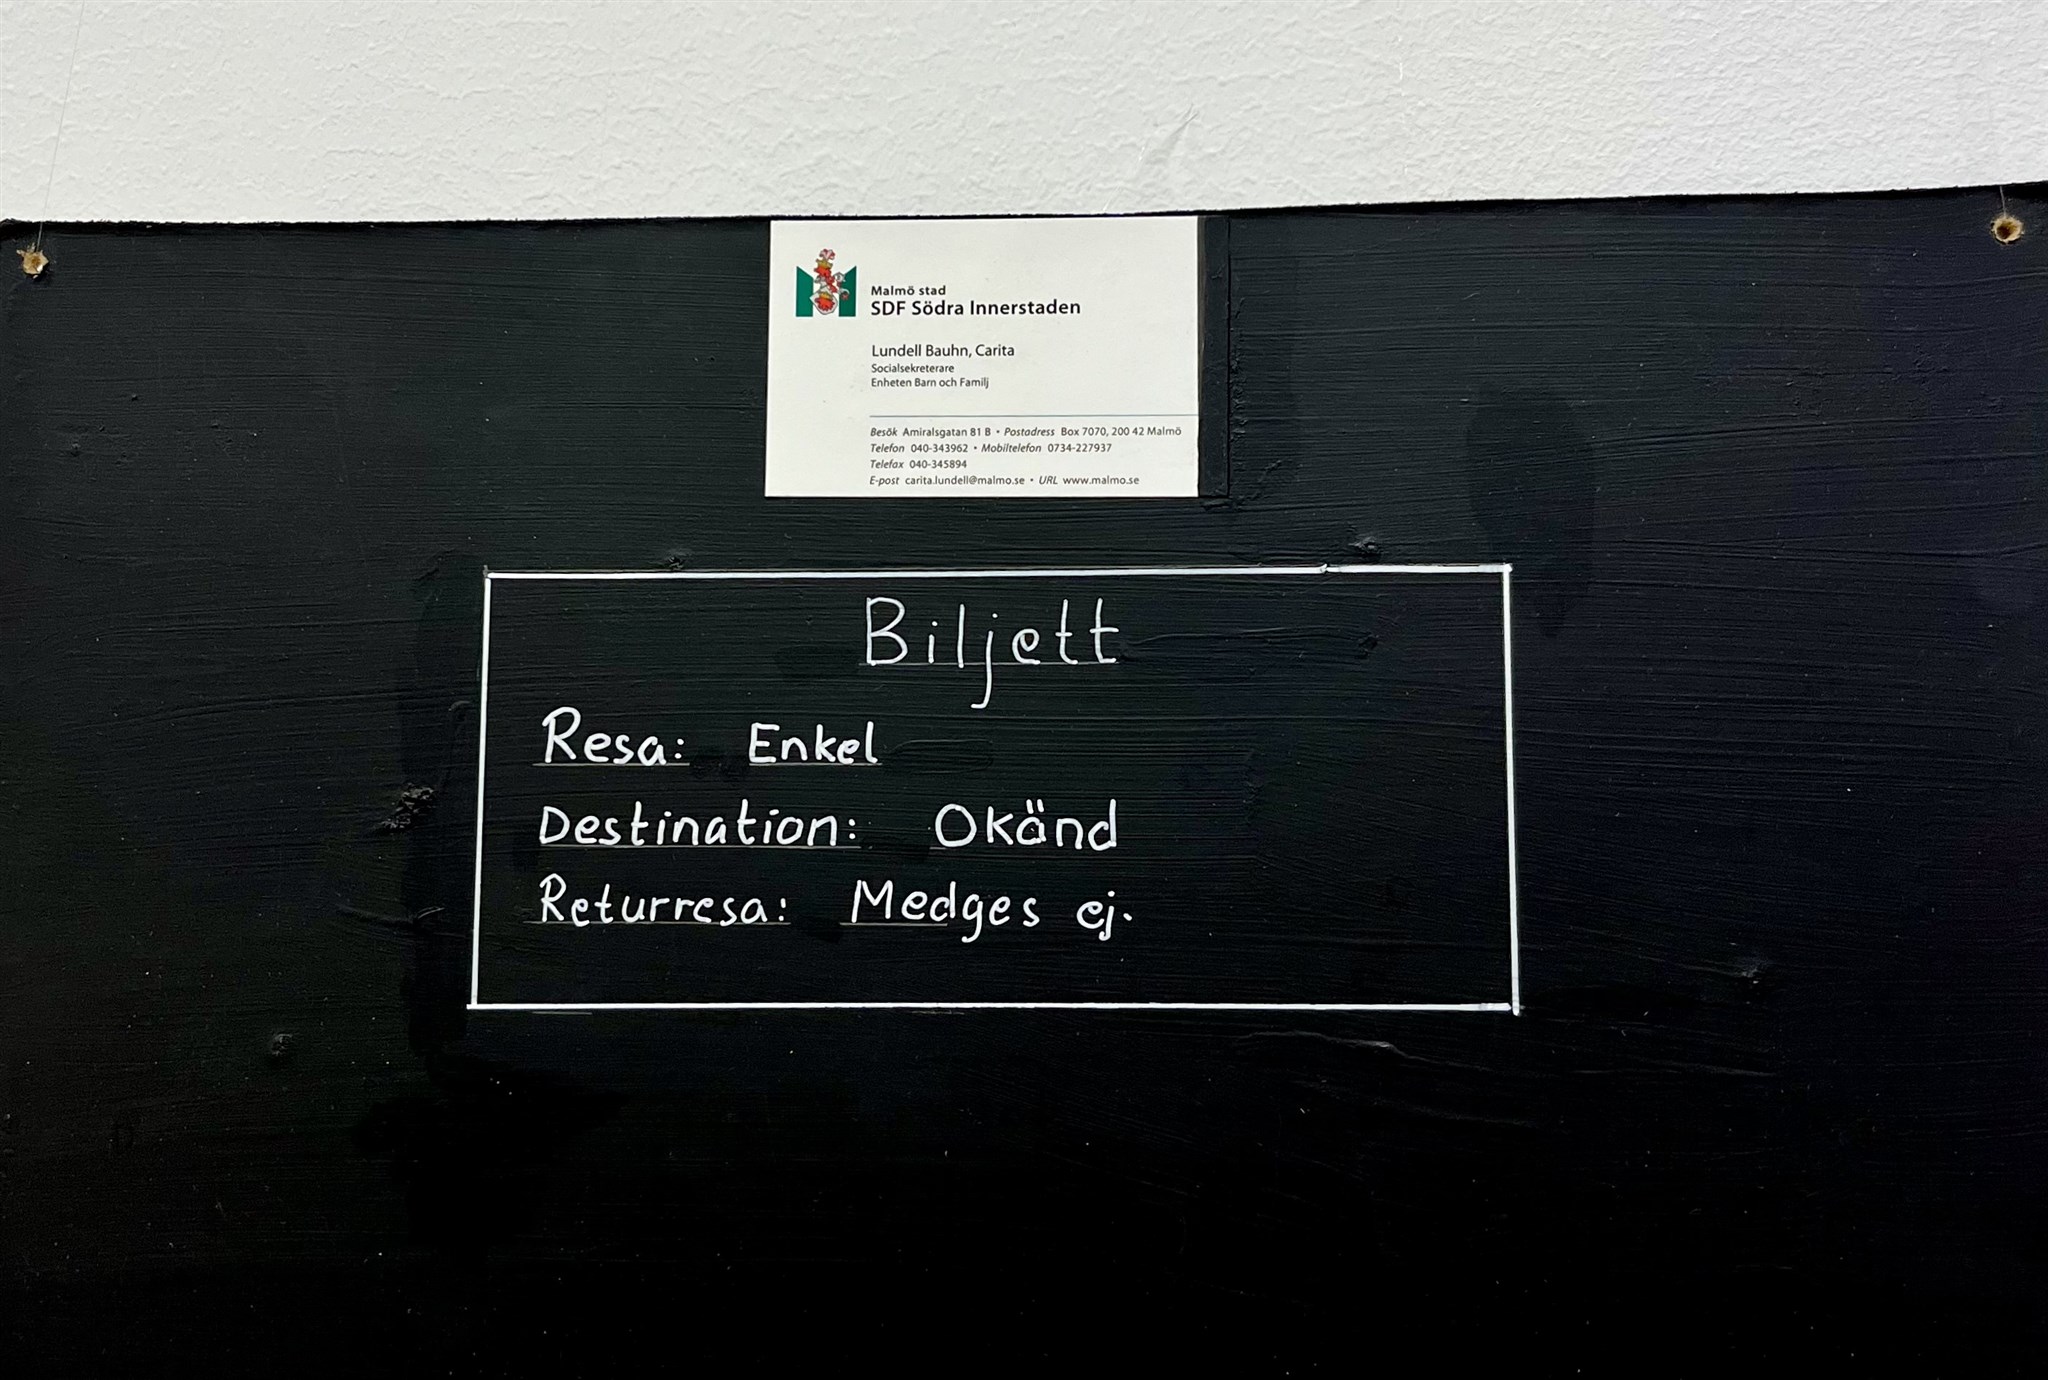 Malmö stad
SDF Södra Innerstaden
Lundell Bauhn, Carita
Socialsekreterare
Enheten Barn och Familj
Besök Amiralsgatan 81 B • Postadress Box 7070, 200 42 Malmö
Telefon 040-343962 • Mobiltelefon 0734-227937
Telefax 040-345894
E-post carita.lundell@malmo.se • URL www.malmo.se
Biljett
Resa: Enkel
Destination: Okänd
Returresa: Medges ej.